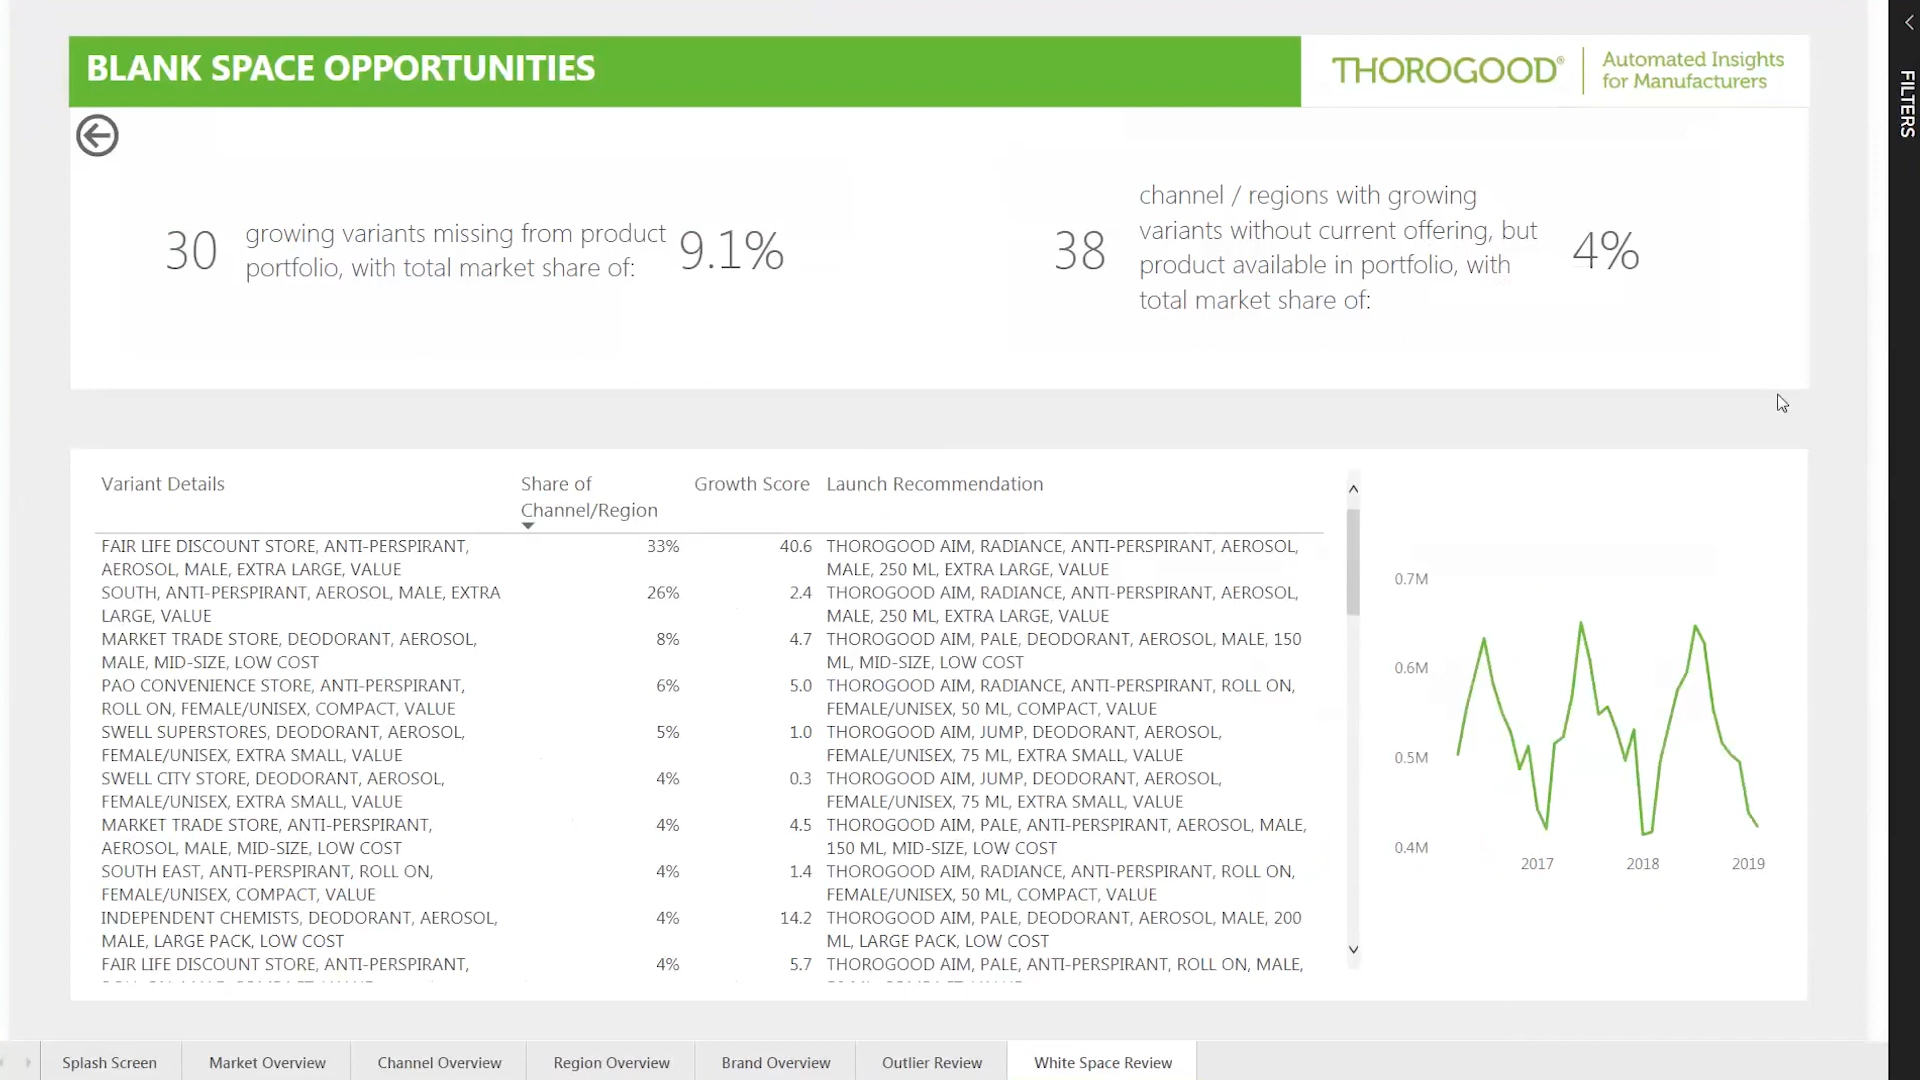 BLANK SPACE OPPORTUNITIES
THOROGOOD®
Automated Insights
for Manufacturers
FILTERS
30
growing variants missing from product
portfolio, with total market share of:
9.1%
38
channel / regions with growing
variants without current offering, but
product available in portfolio, with
total market share of:
4%
Variant Details
Share of
Channel/Region
Growth Score
Launch Recommendation
FAIR LIFE DISCOUNT STORE, ANTI-PERSPIRANT,
AEROSOL, MALE, EXTRA LARGE, VALUE
33%
40.6
THOROGOOD AIM, RADIANCE, ANTI-PERSPIRANT, AEROSOL,
MALE, 250 ML, EXTRA LARGE, VALUE
SOUTH, ANTI-PERSPIRANT, AEROSOL, MALE, EXTRA
LARGE, VALUE
26%
2.4
THOROGOOD AIM, RADIANCE, ANTI-PERSPIRANT, AEROSOL,
MALE, 250 ML, EXTRA LARGE, VALUE
MARKET TRADE STORE, DEODORANT, AEROSOL,
MALE, MID-SIZE, LOW COST
8%
4.7
THOROGOOD AIM, PALE, DEODORANT, AEROSOL, MALE, 150
ML, MID-SIZE, LOW COST
PAO CONVENIENCE STORE, ANTI-PERSPIRANT,
ROLL ON, FEMALE/UNISEX, COMPACT, VALUE
6%
5.0
THOROGOOD AIM, RADIANCE, ANTI-PERSPIRANT, ROLL ON,
FEMALE/UNISEX, 50 ML, COMPACT, VALUE
SWELL SUPERSTORES, DEODORANT, AEROSOL,
FEMALE/UNISEX, EXTRA SMALL, VALUE
5%
1.0
THOROGOOD AIM, JUMP, DEODORANT, AEROSOL,
FEMALE/UNISEX, 75 ML, EXTRA SMALL, VALUE
SWELL CITY STORE, DEODORANT, AEROSOL,
FEMALE/UNISEX, EXTRA SMALL, VALUE
4%
0.3
THOROGOOD AIM, JUMP, DEODORANT, AEROSOL,
FEMALE/UNISEX, 75 ML, EXTRA SMALL, VALUE
MARKET TRADE STORE, ANTI-PERSPIRANT,
AEROSOL, MALE, MID-SIZE, LOW COST
4%
4.5
THOROGOOD AIM, PALE, ANTI-PERSPIRANT, AEROSOL, MALE,
150 ML, MID-SIZE, LOW COST
SOUTH EAST, ANTI-PERSPIRANT, ROLL ON,
FEMALE/UNISEX, COMPACT, VALUE
4%
1.4
THOROGOOD AIM, RADIANCE, ANTI-PERSPIRANT, ROLL ON,
FEMALE/UNISEX, 50 ML, COMPACT, VALUE
INDEPENDENT CHEMISTS, DEODORANT, AEROSOL,
MALE, LARGE PACK, LOW COST
4%
14.2
THOROGOOD AIM, PALE, DEODORANT, AEROSOL, MALE, 200
ML, LARGE PACK, LOW COST
FAIR LIFE DISCOUNT STORE, ANTI-PERSPIRANT,
4%
5.7
THOROGOOD AIM, PALE, ANTI-PERSPIRANT, ROLL ON, MALE,
0.7M
0.6M
0.5M
0.4M
2017
2018
2019
Splash Screen
Market Overview
Channel Overview
Region Overview
Brand Overview
Outlier Review
White Space Review